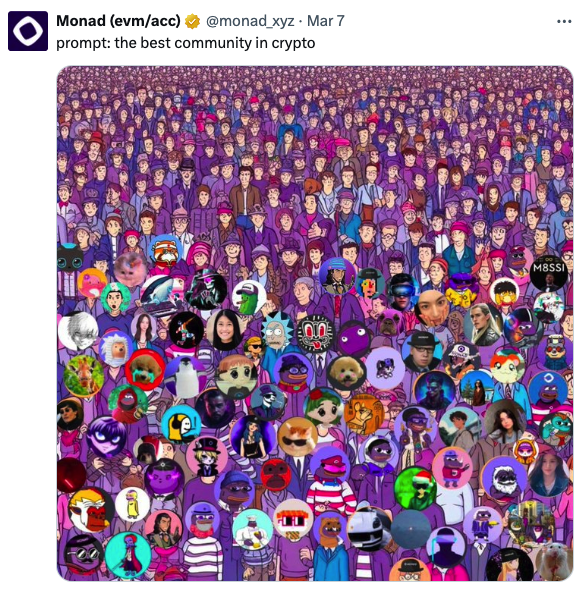 Monad (evm/acc) @monad_xyz · Mar 7
prompt: the best community in crypto
M8SSI